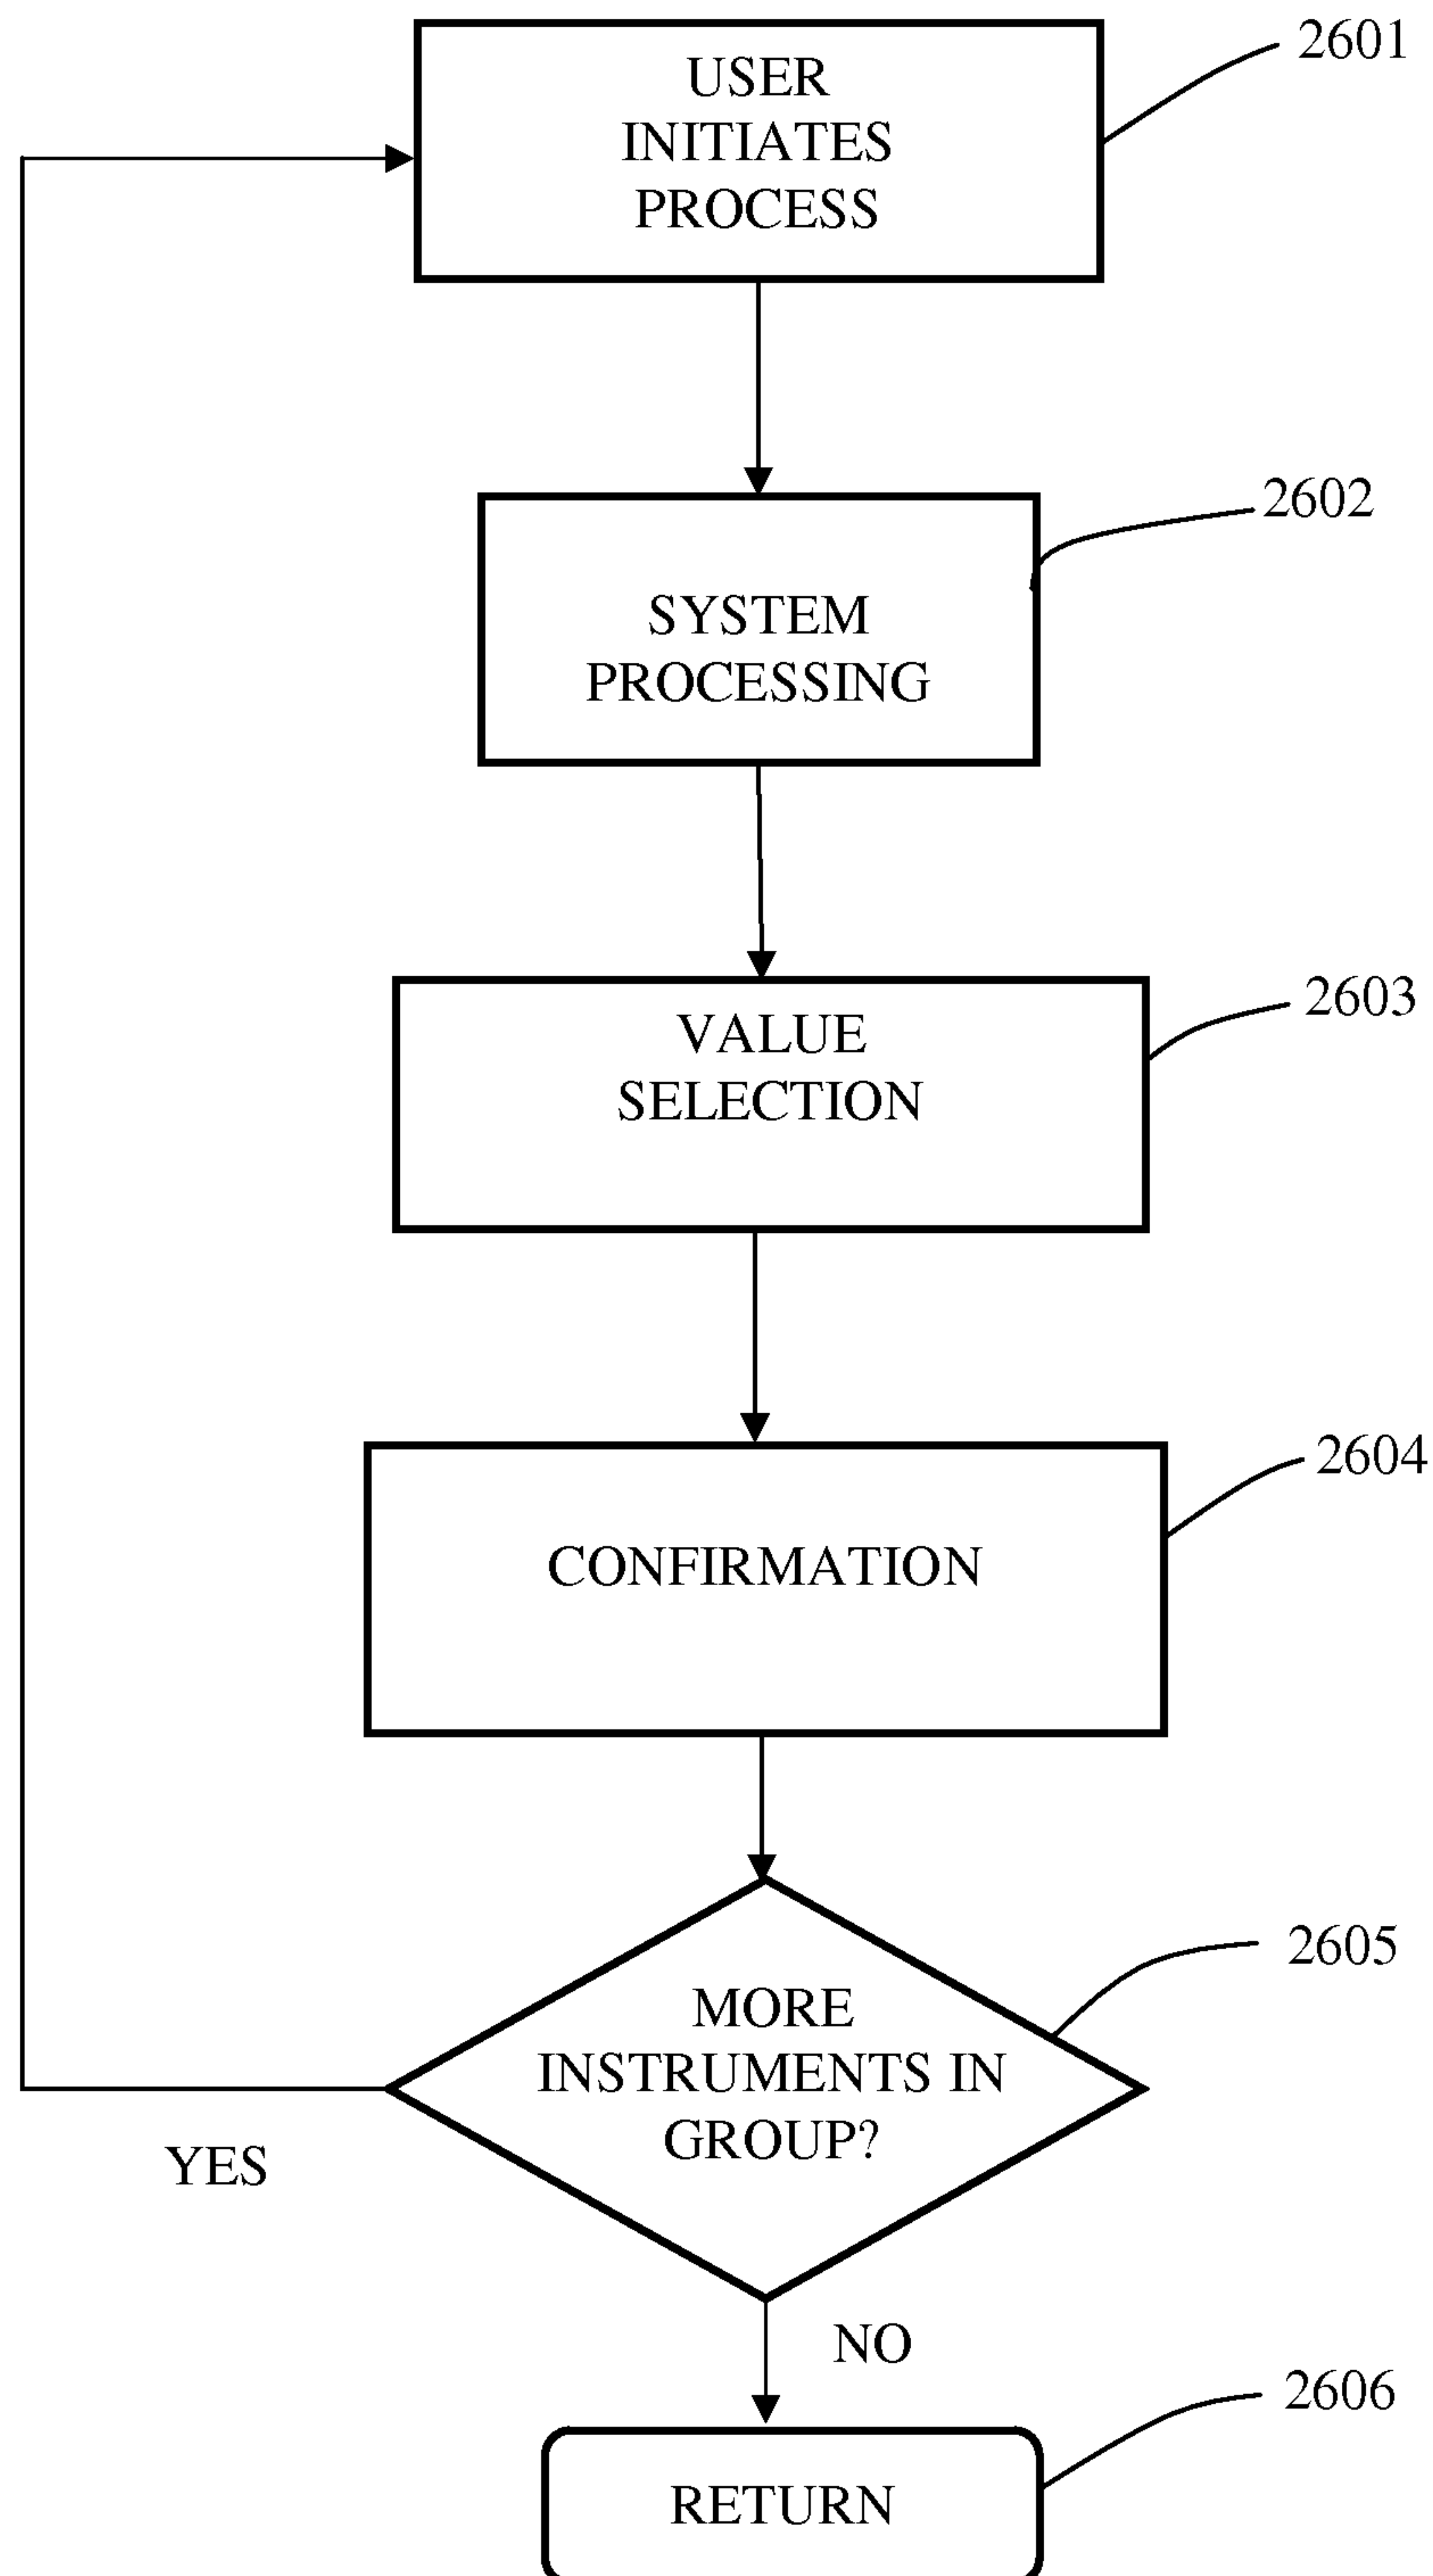 2601
USER
INITIATES
PROCESS
2602
SYSTEM
PROCESSING
2603
VALUE
SELECTION
2604
CONFIRMATION
2605
MORE
INSTRUMENTS IN
GROUP?
YES
NO
2606
RETURN